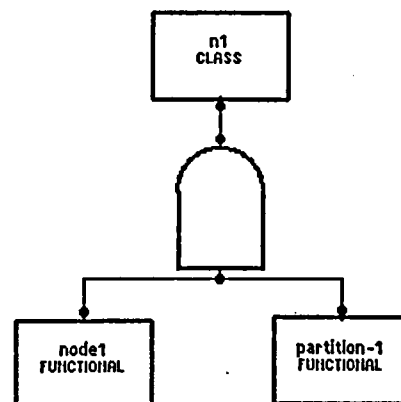 n1
CLASS
node1
FUNCTIONAL
partition-1
FUNCTIONAL